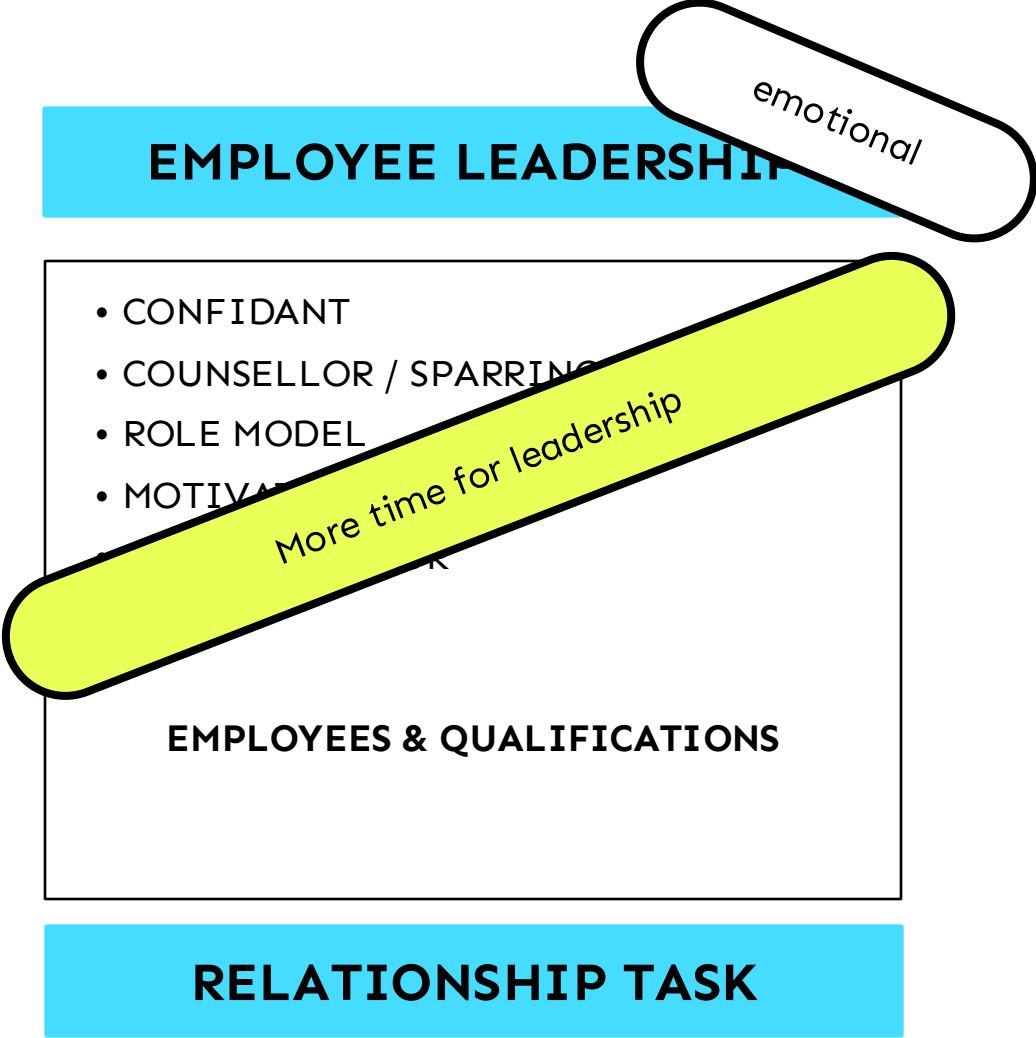 emotional
EMPLOYEE LEADERSHIP
• CONFIDANT
• COUNSELLOR / SPARRING
• ROLE MODEL
More time for leadership
EMPLOYEES & QUALIFICATIONS
RELATIONSHIP TASK